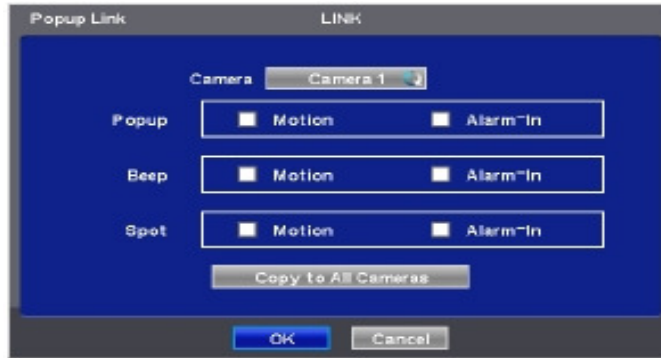 Popup Link LINK
Camera Camera 1
Popup Motion Alarm-In
Beep Motion Alarm-In
Spot Motion Alarm-In
Copy to All Cameras
OK Cancel